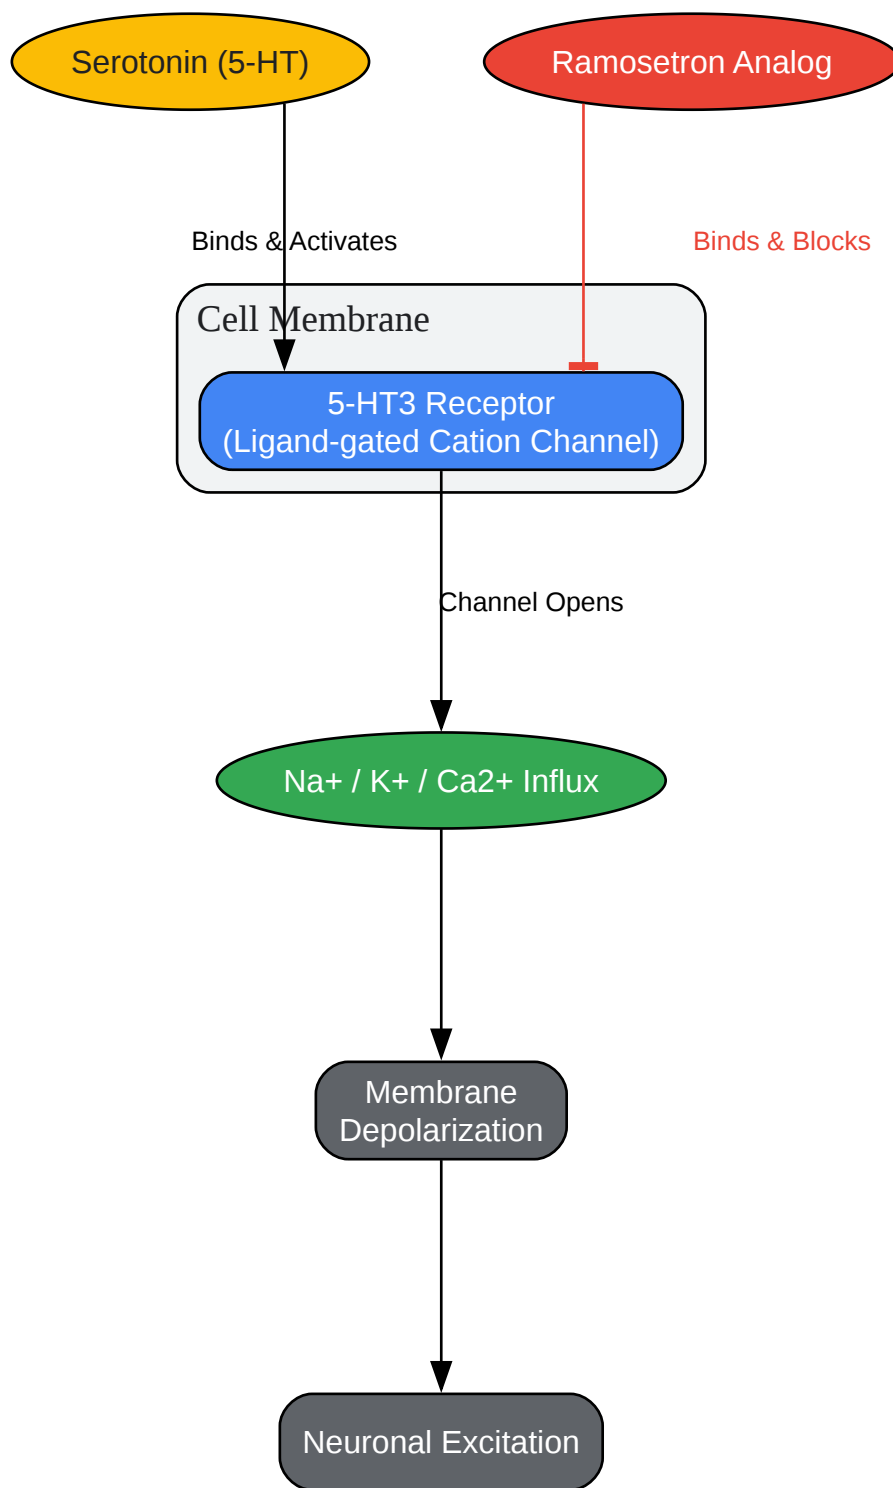 Serotonin (5-HT)
Ramosetron Analog
Binds & Activates
Binds & Blocks
Cell Membrane
5-HT3 Receptor
(Ligand-gated Cation Channel)
Channel Opens
Na+ / K+ / Ca2+ Influx
Membrane
Depolarization
Neuronal Excitation